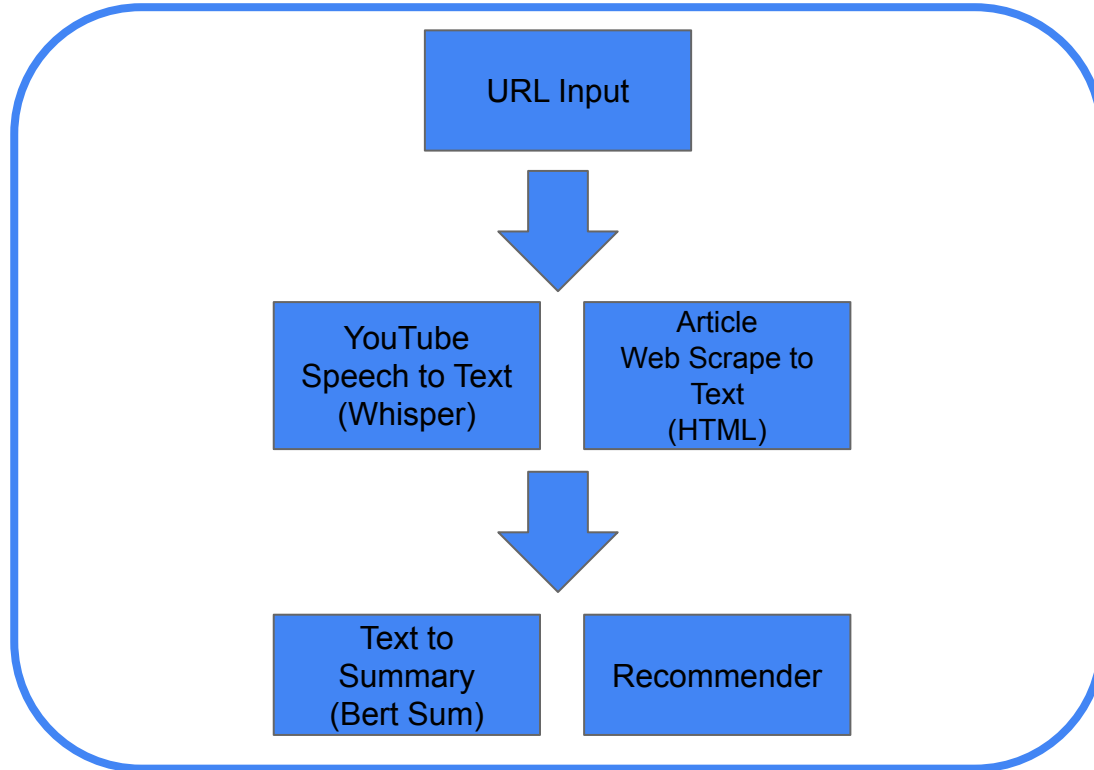 URL Input
YouTube
Speech to Text
(Whisper)
Article
Web Scrape to
Text
(HTML)
Text to
Summary
(Bert Sum)
Recommender